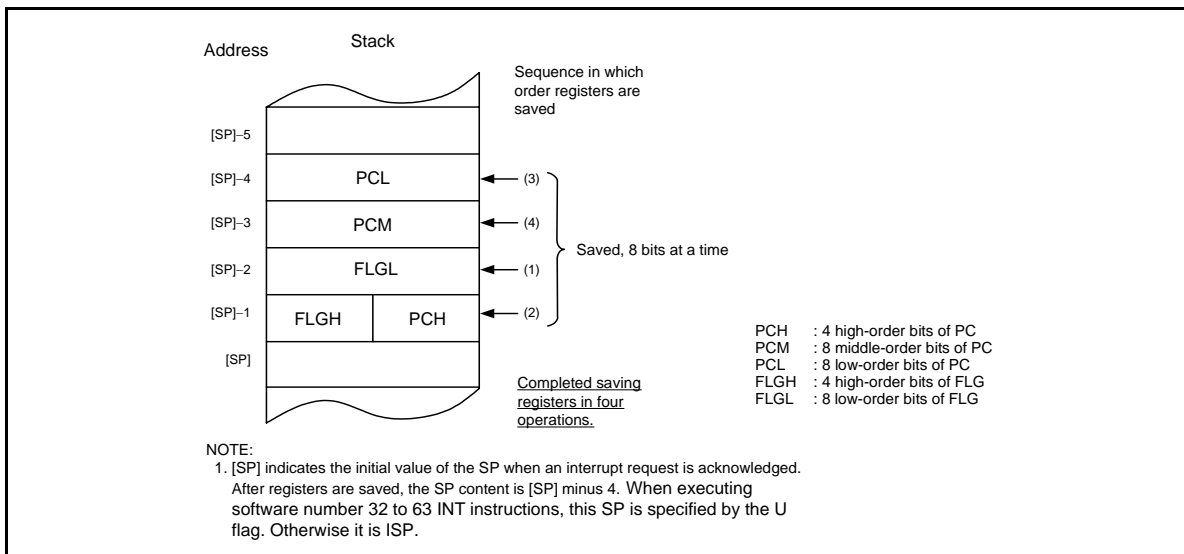 Address
Stack
Sequence in which
order registers are
saved
[SP]−5
[SP]−4
PCL
(3)
[SP]−3
PCM
(4)
Saved, 8 bits at a time
[SP]−2
FLGL
(1)
[SP]−1
FLGH
PCH
(2)
[SP]
Completed saving
registers in four
operations.
PCH : 4 high-order bits of PC
PCM : 8 middle-order bits of PC
PCL : 8 low-order bits of PC
FLGH : 4 high-order bits of FLG
FLGL : 8 low-order bits of FLG
NOTE:
1. [SP] indicates the initial value of the SP when an interrupt request is acknowledged.
After registers are saved, the SP content is [SP] minus 4. When executing
software number 32 to 63 INT instructions, this SP is specified by the U
flag. Otherwise it is ISP.